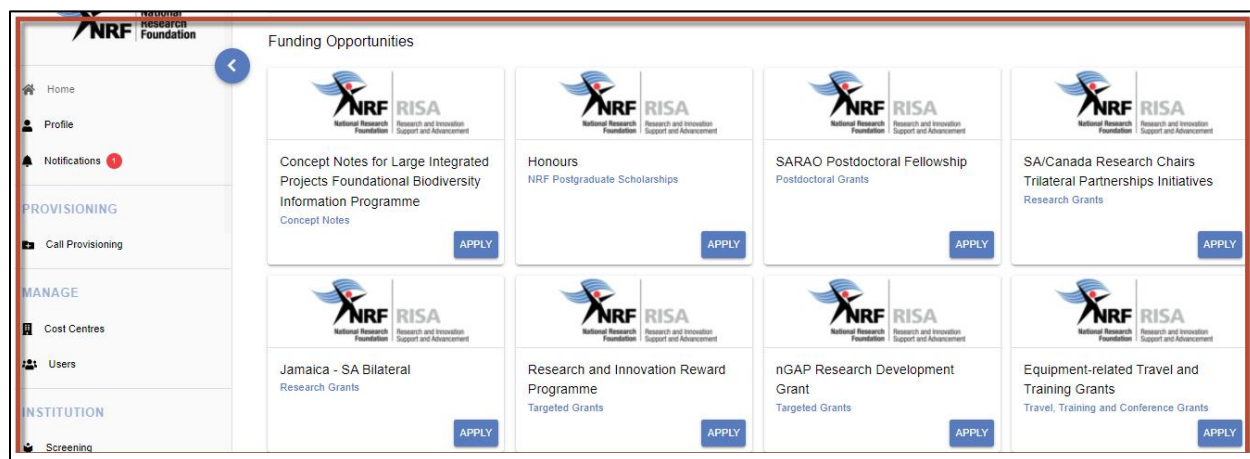 National
Research
Foundation
NRF
Home
Profile
Notifications 1
PROVISIONING
Call Provisioning
MANAGE
Cost Centres
Users
INSTITUTION
Screening
Funding Opportunities
NRF RISA
National Research Foundation
Research and Innovation Support and Advancement
Concept Notes for Large Integrated
Projects Foundational Biodiversity
Information Programme
Concept Notes
APPLY
NRF RISA
National Research Foundation
Research and Innovation Support and Advancement
Honours
NRF Postgraduate Scholarships
APPLY
NRF RISA
National Research Foundation
Research and Innovation Support and Advancement
SARAO Postdoctoral Fellowship
Postdoctoral Grants
APPLY
NRF RISA
National Research Foundation
Research and Innovation Support and Advancement
SA/Canada Research Chairs
Trilateral Partnerships Initiatives
Research Grants
APPLY
NRF RISA
National Research Foundation
Research and Innovation Support and Advancement
Jamaica - SA Bilateral
Research Grants
APPLY
NRF RISA
National Research Foundation
Research and Innovation Support and Advancement
Research and Innovation Reward
Programme
Targeted Grants
APPLY
NRF RISA
National Research Foundation
Research and Innovation Support and Advancement
nGAP Research Development
Grant
Targeted Grants
APPLY
NRF RISA
National Research Foundation
Research and Innovation Support and Advancement
Equipment-related Travel and
Training Grants
Travel, Training and Conference Grants
APPLY